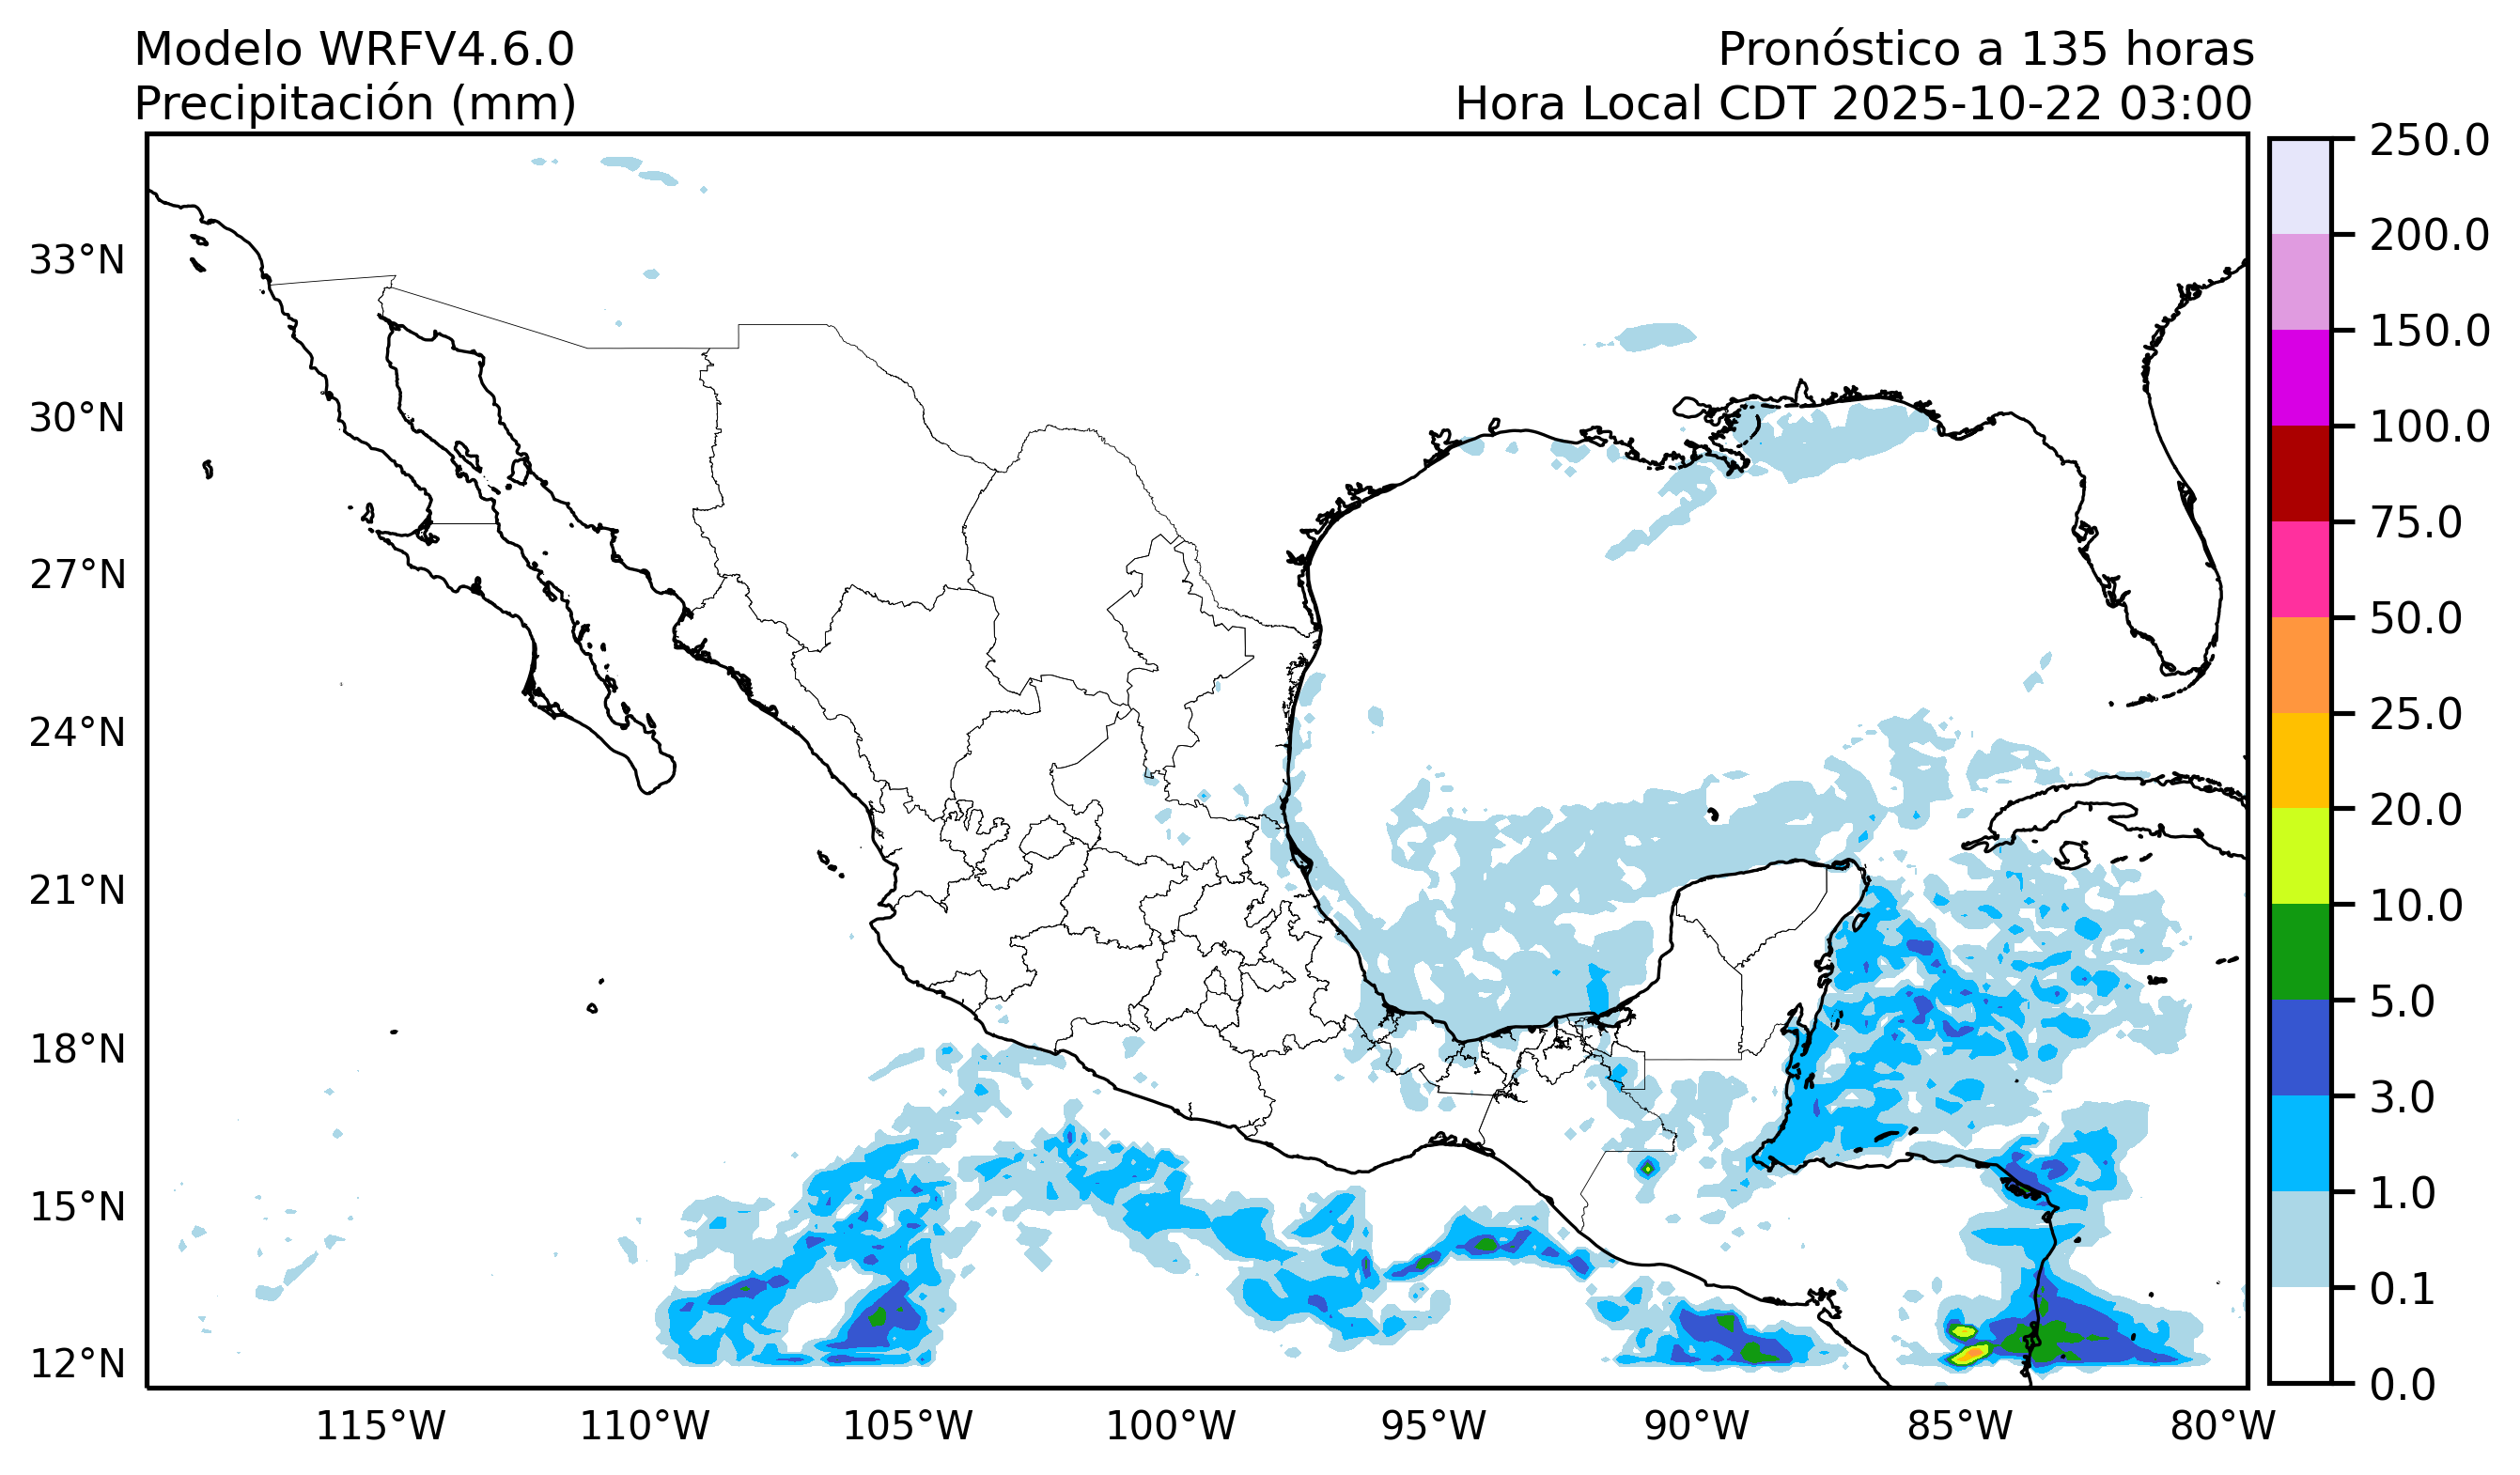 Modelo WRFV4.6.0
Precipitación (mm)
Pronóstico a 135 horas
Hora Local CDT 2025-10-22 03:00
33°N
30°N
27°N
24°N
21°N
18°N
15°N
12°N
115°W
110°W
105°W
100°W
95°W
90°W
85°W
80°W
250.0
200.0
150.0
100.0
75.0
50.0
25.0
20.0
10.0
5.0
3.0
1.0
0.1
0.0